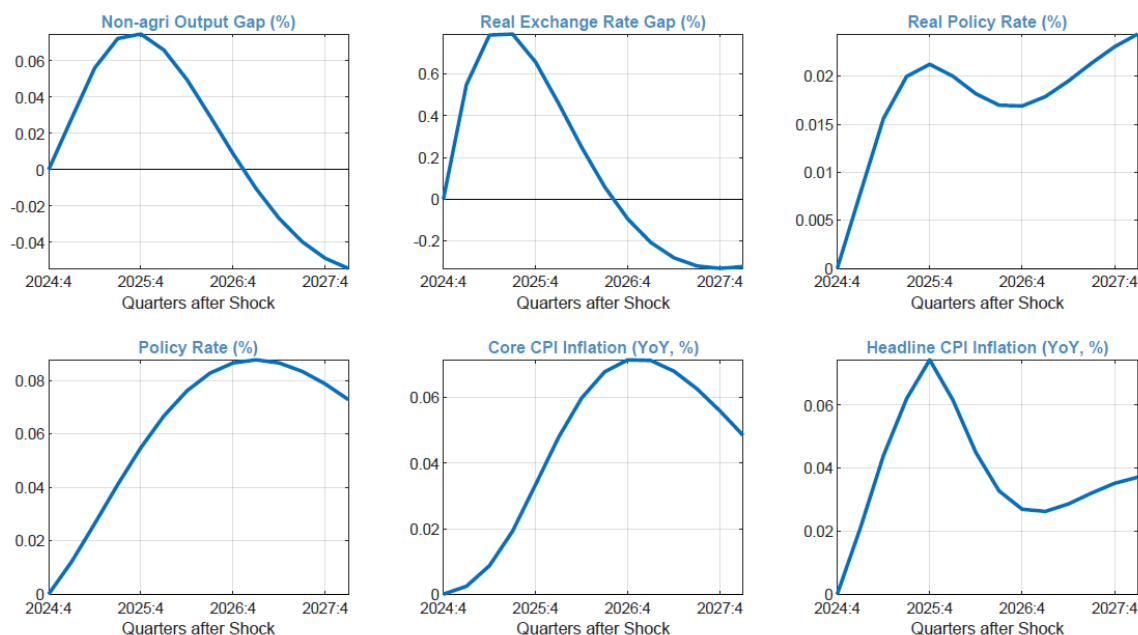 Non-agri Output Gap (%)
0.06
0.04
0.02
0
-0.02
-0.04
2024:4 2025:4 2026:4 2027:4
Quarters after Shock
Real Exchange Rate Gap (%)
0.6
0.4
0.2
0
-0.2
2024:4 2025:4 2026:4 2027:4
Quarters after Shock
Real Policy Rate (%)
0.02
0.015
0.01
0.005
0
2024:4 2025:4 2026:4 2027:4
Quarters after Shock
Policy Rate (%)
0.08
0.06
0.04
0.02
0
2024:4 2025:4 2026:4 2027:4
Quarters after Shock
Core CPI Inflation (YoY, %)
0.06
0.04
0.02
0
2024:4 2025:4 2026:4 2027:4
Quarters after Shock
Headline CPI Inflation (YoY, %)
0.06
0.04
0.02
0
2024:4 2025:4 2026:4 2027:4
Quarters after Shock